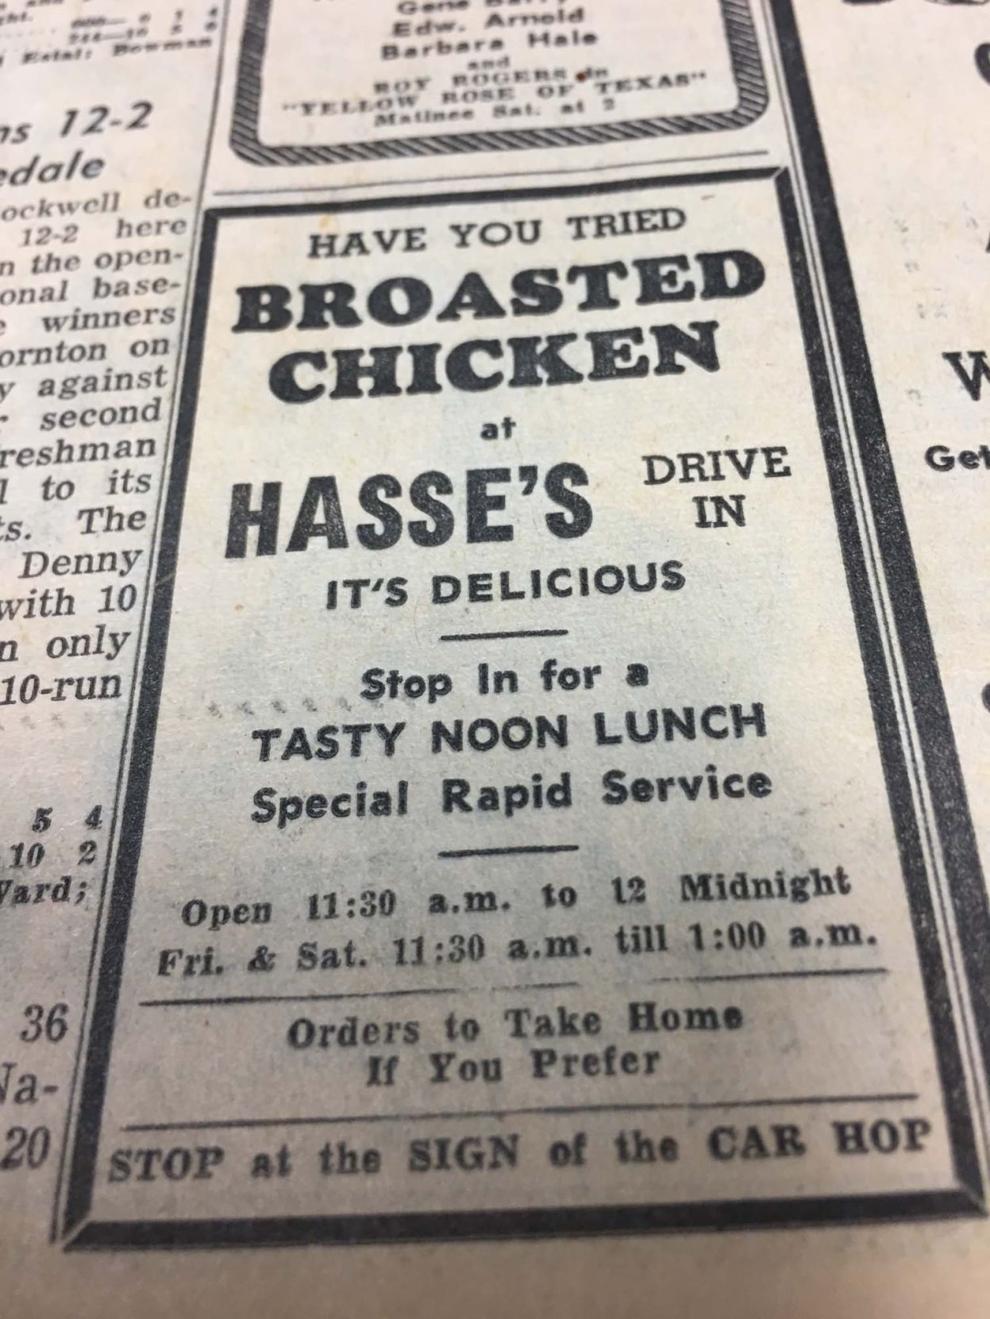 ght.
Estal: Bowman
12-2
edale
ockwell de-
12-2 here
n the open-
onal base-
winners
ornton on
y against
second
reshman
l to its
ts. The
Denny
with 10
n only
10-run
5 4
10 2
Ward;
36
Na-
20
Edw. Arnold
Barbara Hale
and
ROY ROGERS in
"YELLOW ROSE OF TEXAS"
Matinee Sat. at 2
HAVE YOU TRIED
BROASTED
CHICKEN
at
HASSE'S DRIVE
IN
IT'S DELICIOUS
Stop In for a
TASTY NOON LUNCH
Special Rapid Service
Open 11:30 a.m. to 12 Midnight
Fri. & Sat. 11:30 a.m. till 1:00 a.m.
Orders to Take Home
If You Prefer
STOP at the SIGN of the CAR HOP
W
Get